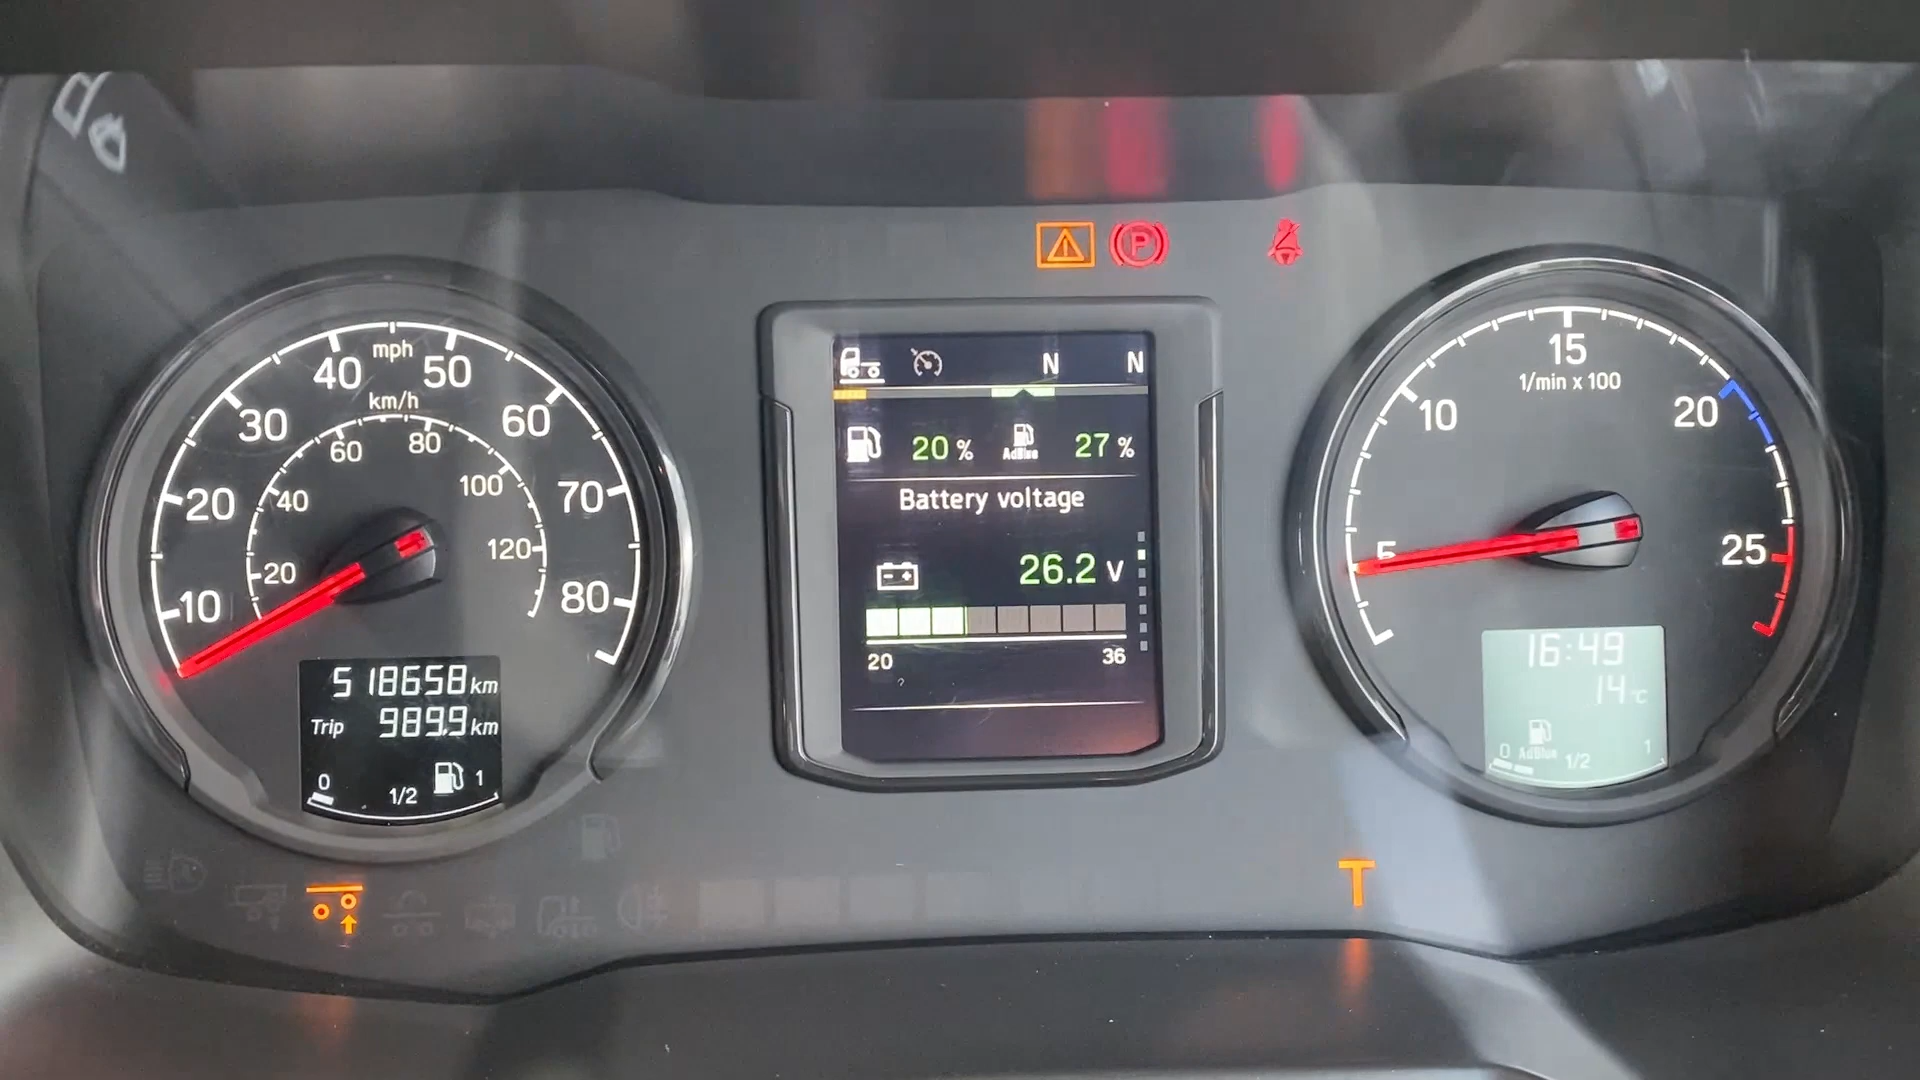 mph
km/h
10
20
30
40
50
60
70
80
20
40
60
80
100
120
518658 km
Trip 989.9 km
0 1/2 1
P
N N
20 % AdBlue 27 %
Battery voltage
26.2 V
20 36
5
10
15
20
25
1/min x 100
16:49
14 °C
AdBlue
0 1/2 1
T